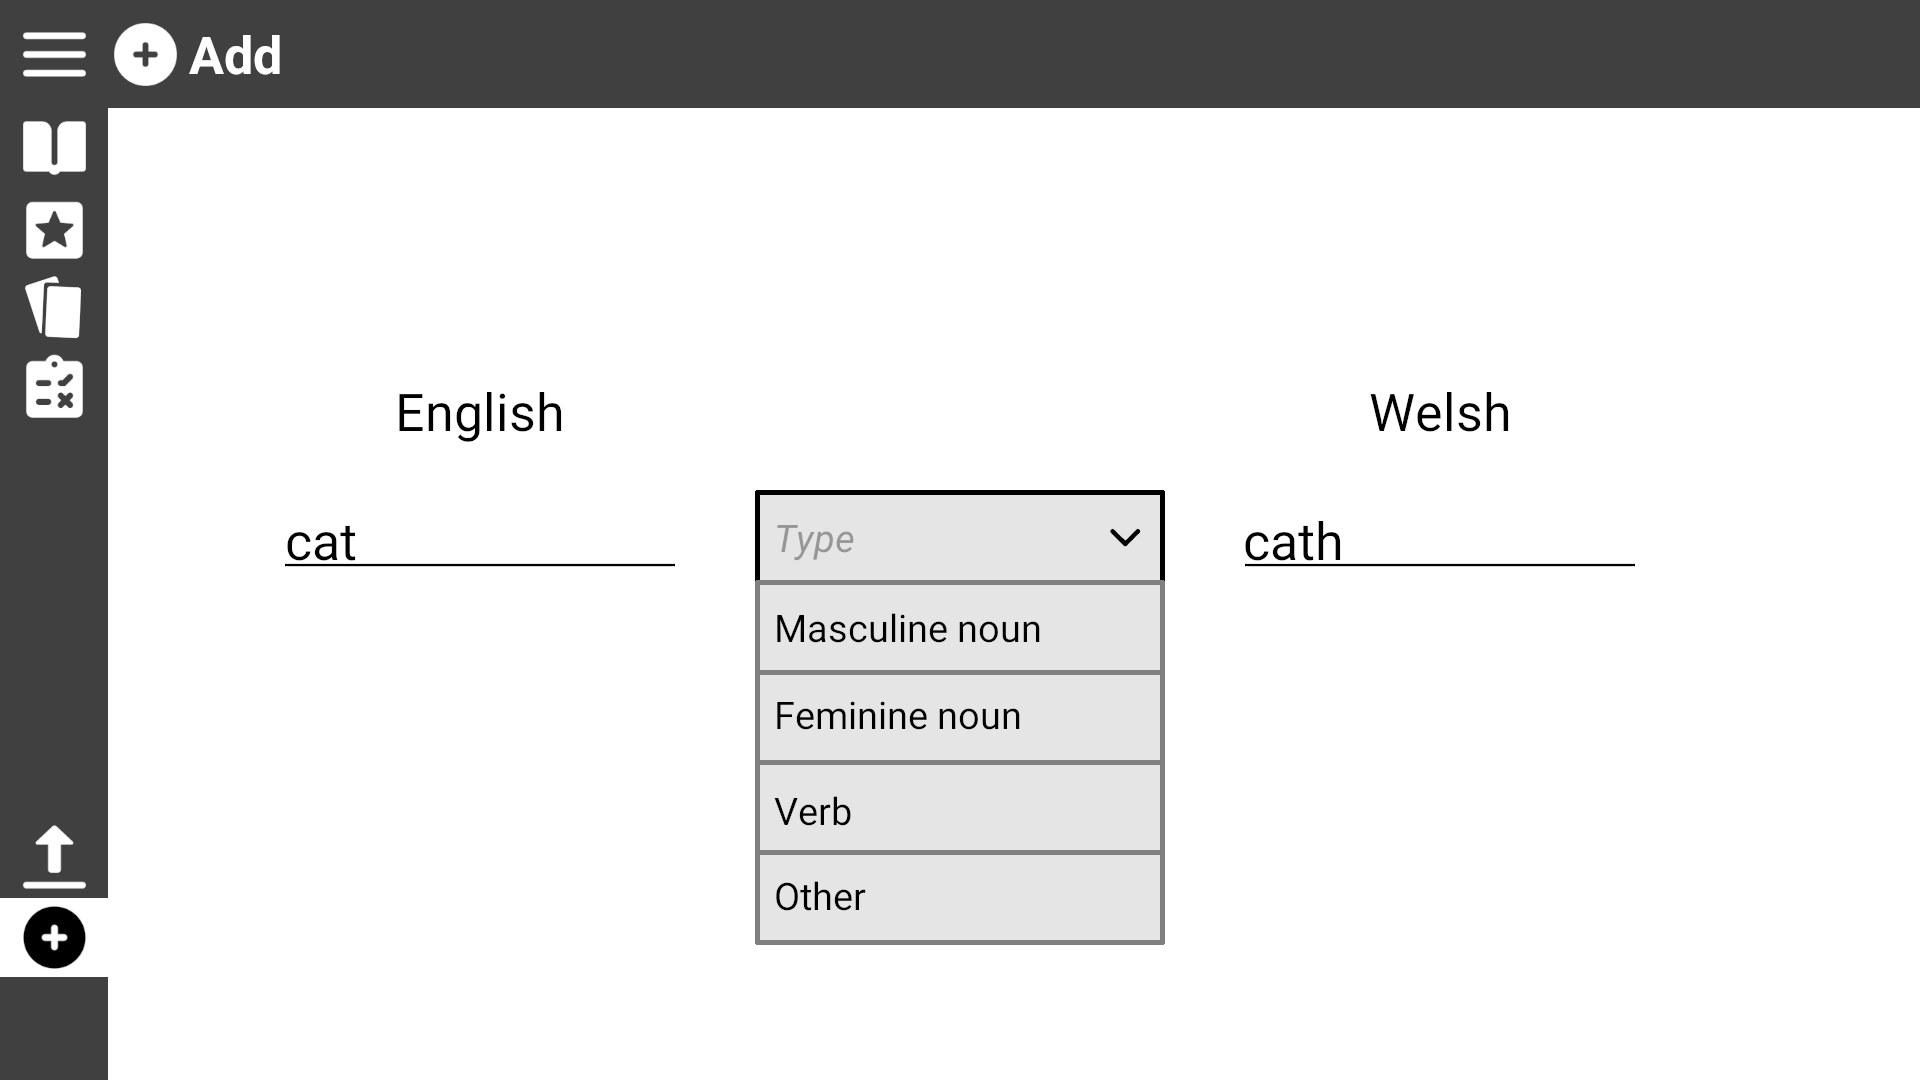 Add
English
Welsh
cat
Type
cath
Masculine noun
Feminine noun
Verb
Other